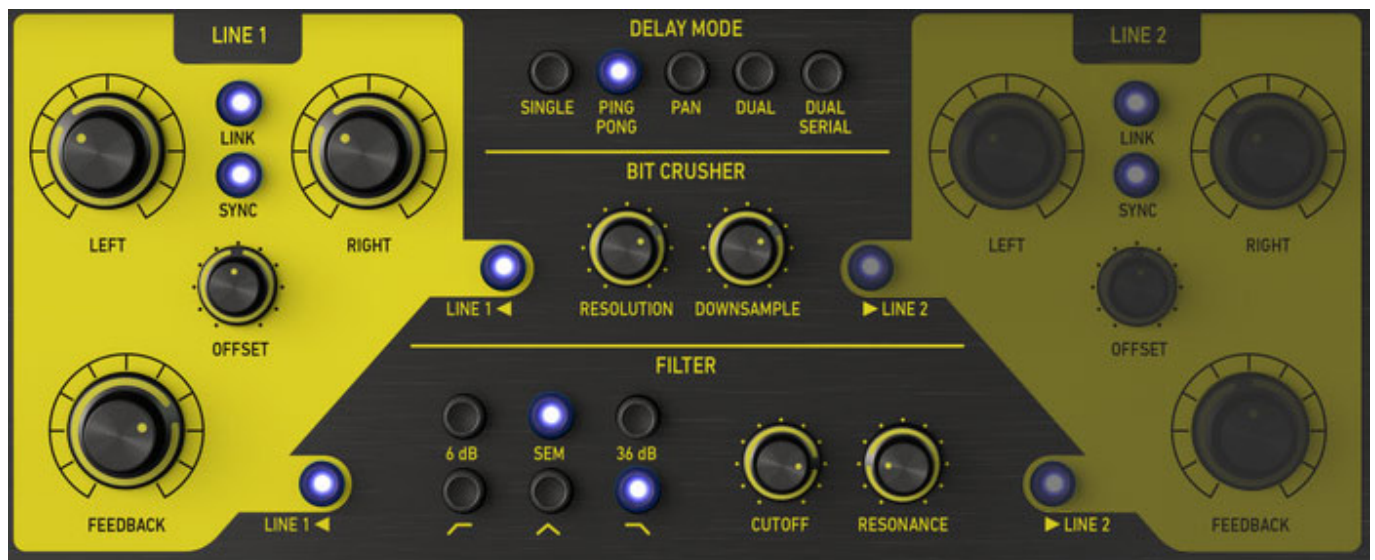 LINE 1
LINK
SYNC
LEFT
RIGHT
OFFSET
FEEDBACK
LINE 1 ◀
LINE 1 ◀
DELAY MODE
SINGLE
PING
PONG
PAN
DUAL
DUAL
SERIAL
BIT CRUSHER
RESOLUTION
DOWNSAMPLE
FILTER
6 dB
SEM
36 dB
CUTOFF
RESONANCE
LINE 2
LINK
SYNC
LEFT
RIGHT
OFFSET
FEEDBACK
▶ LINE 2
▶ LINE 2